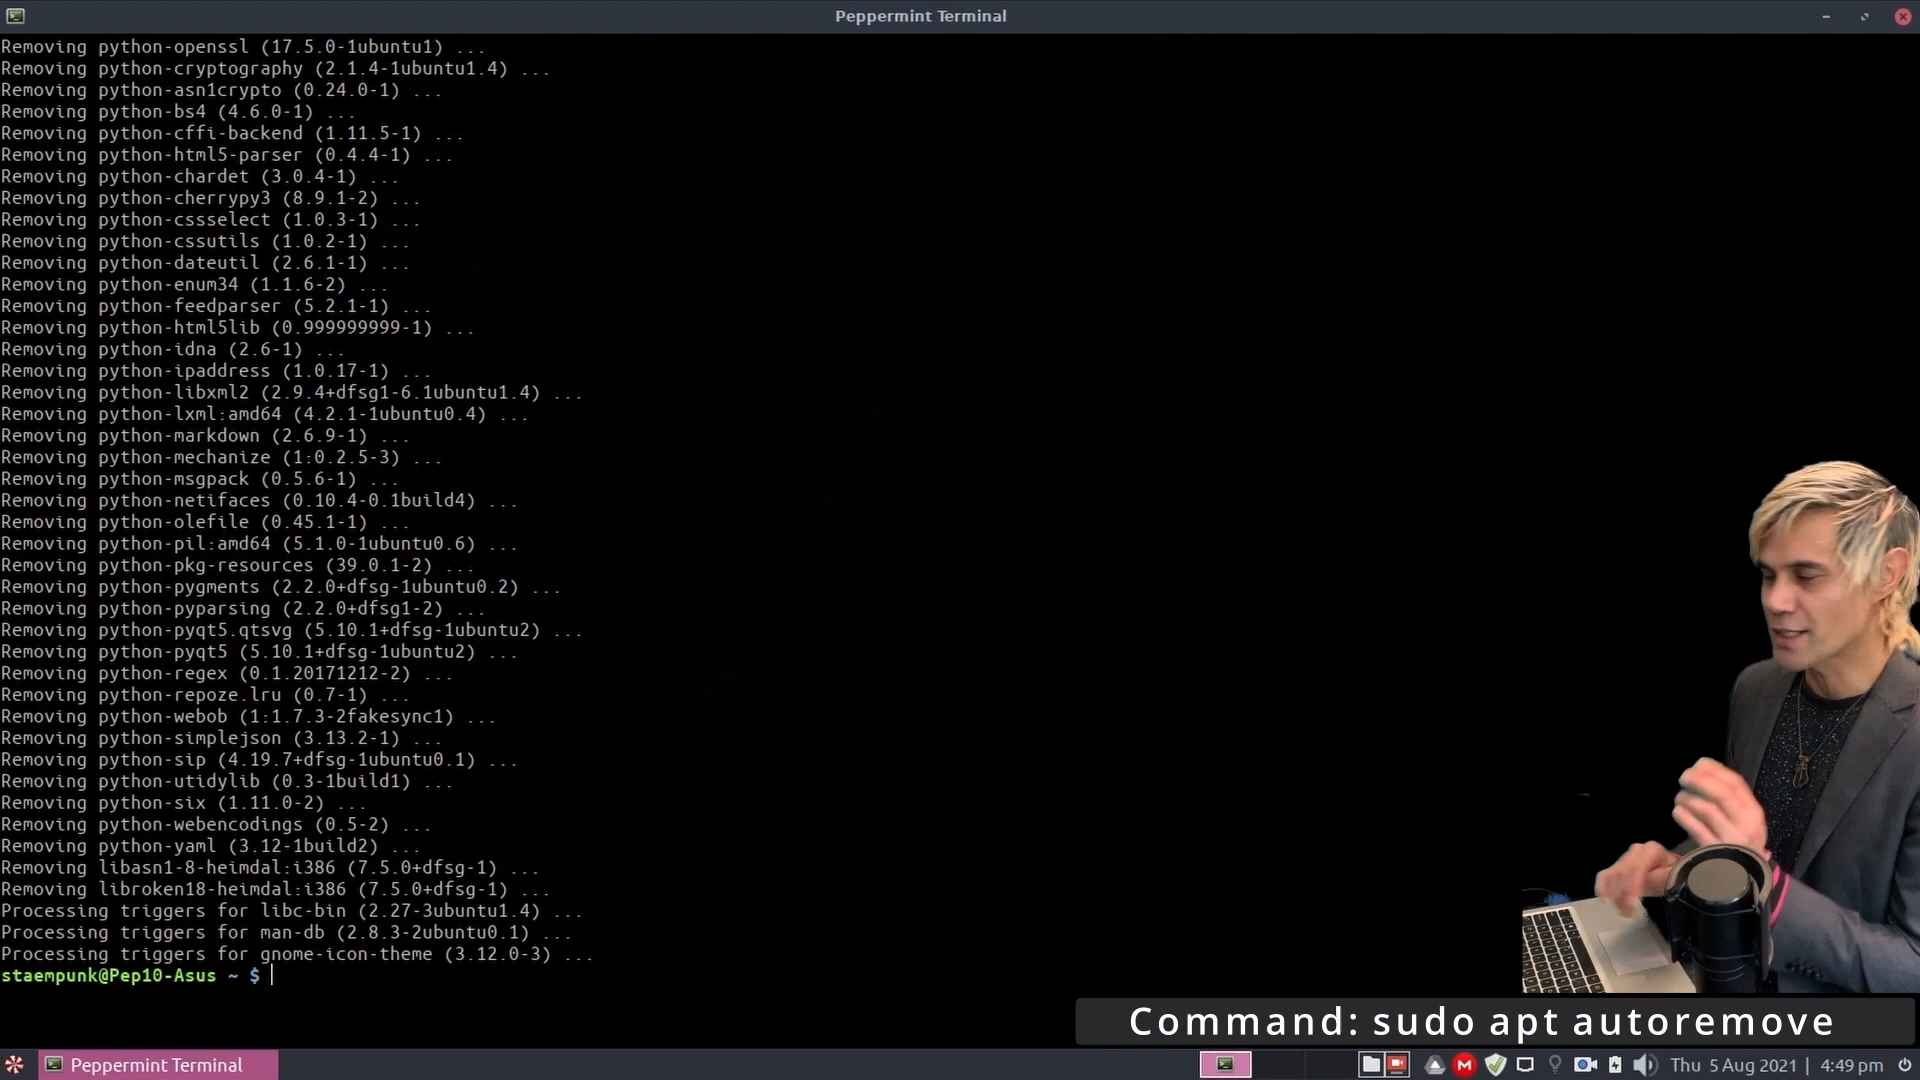 Peppermint Terminal
Removing python-openssl (17.5.0-1ubuntu1) ...
Removing python-cryptography (2.1.4-1ubuntu1.4) ...
Removing python-asn1crypto (0.24.0-1) ...
Removing python-bs4 (4.6.0-1) ...
Removing python-cffi-backend (1.11.5-1) ...
Removing python-html5-parser (0.4.4-1) ...
Removing python-chardet (3.0.4-1) ...
Removing python-cherrypy3 (8.9.1-2) ...
Removing python-cssselect (1.0.3-1) ...
Removing python-cssutils (1.0.2-1) ...
Removing python-dateutil (2.6.1-1) ...
Removing python-enum34 (1.1.6-2) ...
Removing python-feedparser (5.2.1-1) ...
Removing python-html5lib (0.999999999-1) ...
Removing python-idna (2.6-1) ...
Removing python-ipaddress (1.0.17-1) ...
Removing python-libxml2 (2.9.4+dfsg1-6.1ubuntu1.4) ...
Removing python-lxml:amd64 (4.2.1-1ubuntu0.4) ...
Removing python-markdown (2.6.9-1) ...
Removing python-mechanize (1:0.2.5-3) ...
Removing python-msgpack (0.5.6-1) ...
Removing python-netifaces (0.10.4-0.1build4) ...
Removing python-olefile (0.45.1-1) ...
Removing python-pil:amd64 (5.1.0-1ubuntu0.6) ...
Removing python-pkg-resources (39.0.1-2) ...
Removing python-pygments (2.2.0+dfsg-1ubuntu0.2) ...
Removing python-pyparsing (2.2.0+dfsg1-2) ...
Removing python-pyqt5.qtsvg (5.10.1+dfsg-1ubuntu2) ...
Removing python-pyqt5 (5.10.1+dfsg-1ubuntu2) ...
Removing python-regex (0.1.20171212-2) ...
Removing python-repoze.lru (0.7-1) ...
Removing python-webob (1:1.7.3-2fakesync1) ...
Removing python-simplejson (3.13.2-1) ...
Removing python-sip (4.19.7+dfsg-1ubuntu0.1) ...
Removing python-utidylib (0.3-1build1) ...
Removing python-six (1.11.0-2) ...
Removing python-webencodings (0.5-2) ...
Removing python-yaml (3.12-1build2) ...
Removing libasn1-8-heimdal:i386 (7.5.0+dfsg-1) ...
Removing libroken18-heimdal:i386 (7.5.0+dfsg-1) ...
Processing triggers for libc-bin (2.27-3ubuntu1.4) ...
Processing triggers for man-db (2.8.3-2ubuntu0.1) ...
Processing triggers for gnome-icon-theme (3.12.0-3) ...
staempunk@Pep10-Asus ~ $
Command: sudo apt autoremove
Peppermint Terminal
Thu 5 Aug 2021 | 4:49 pm